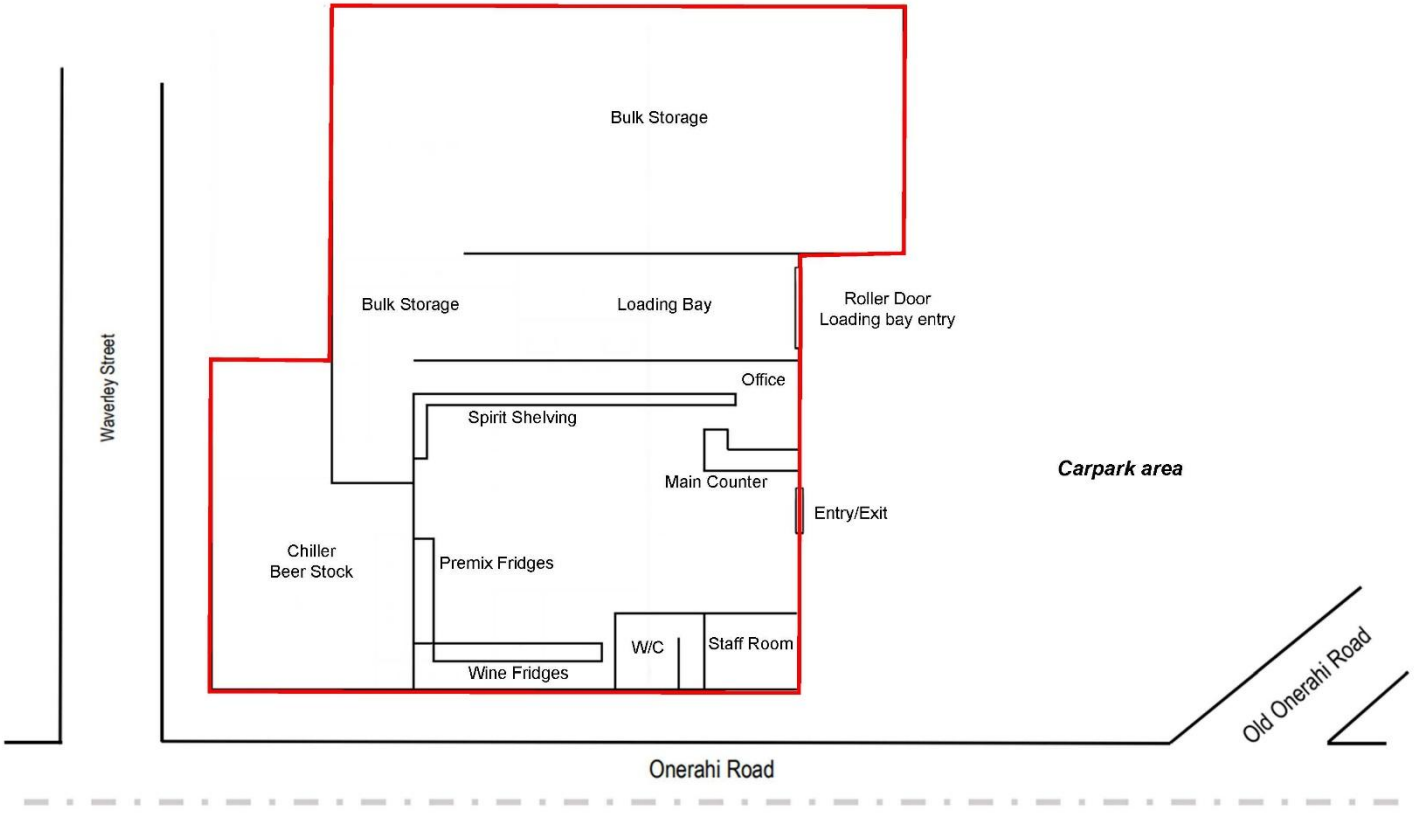 Bulk Storage
Bulk Storage
Loading Bay
Roller Door
Loading bay entry
Waverley Street
Office
Spirit Shelving
Main Counter
Carpark area
Entry/Exit
Chiller
Beer Stock
Premix Fridges
W/C
Staff Room
Wine Fridges
Old Onerahi Road
Onerahi Road